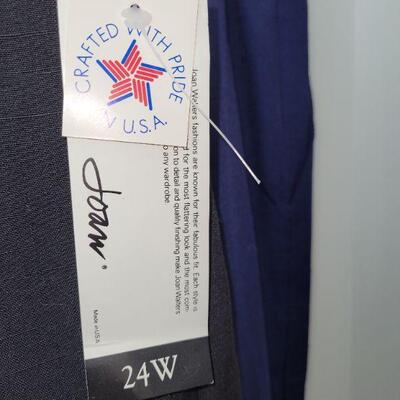 CRAFTED WITH PRIDE
IN U.S.A.
Joan Walters fashions are known for their fabulous fit. Each style is
for the most flattering look and the most com-
to detail and quality finishing make Joan Walters
any wardrobe.
Joan®
Made in U.S.A.
24W